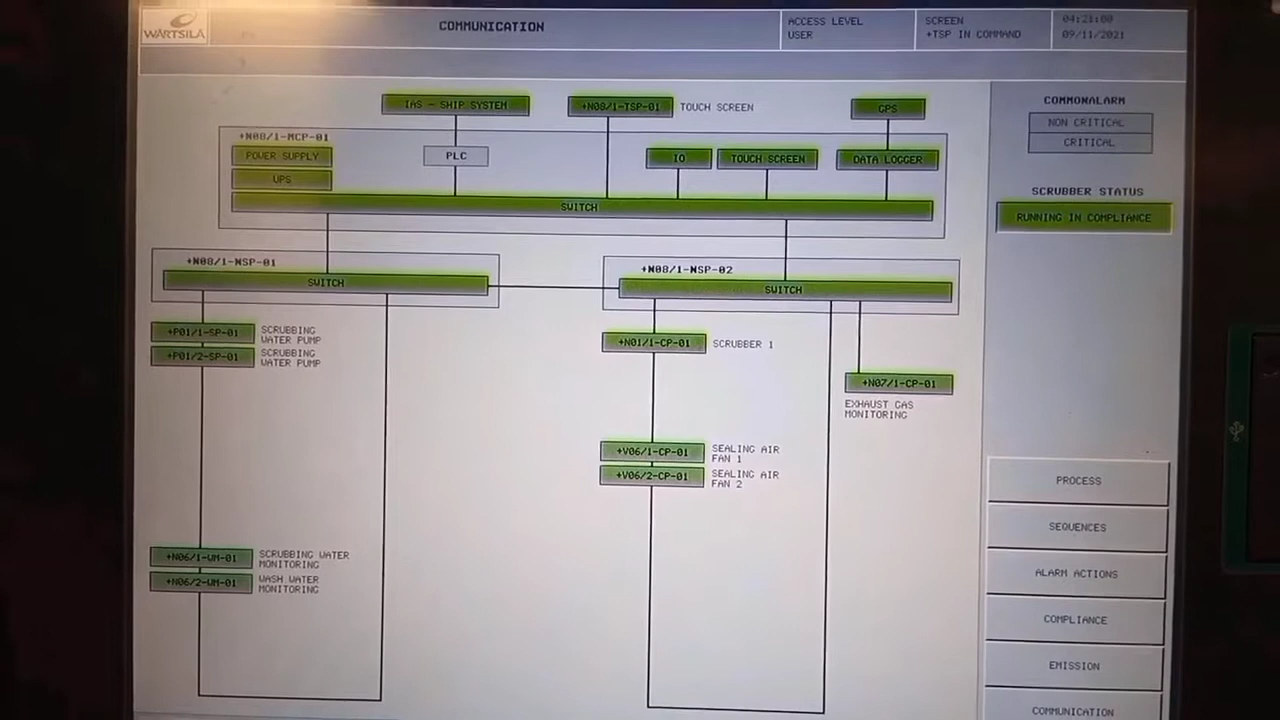 WÄRTSILÄ
COMMUNICATION
ACCESS LEVEL
USER
SCREEN
+TSP IN COMMAND
04:21:00
09/11/2021
IAS - SHIP SYSTEM
+N08/1-TSP-01
TOUCH SCREEN
GPS
+N08/1-MCP-01
POWER SUPPLY
UPS
PLC
IO
TOUCH SCREEN
DATA LOGGER
SWITCH
+N08/1-NSP-01
SWITCH
+N08/1-NSP-02
SWITCH
+P01/1-SP-01
SCRUBBING
WATER PUMP
+P01/2-SP-01
SCRUBBING
WATER PUMP
+N01/1-CP-01
SCRUBBER 1
+N07/1-CP-01
EXHAUST GAS
MONITORING
+V06/1-CP-01
SEALING AIR
FAN 1
+V06/2-CP-01
SEALING AIR
FAN 2
+N06/1-WM-01
SCRUBBING WATER
MONITORING
+N06/2-WM-01
WASH WATER
MONITORING
COMMONALARM
NON CRITICAL
CRITICAL
SCRUBBER STATUS
RUNNING IN COMPLIANCE
PROCESS
SEQUENCES
ALARM ACTIONS
COMPLIANCE
EMISSION
COMMUNICATION